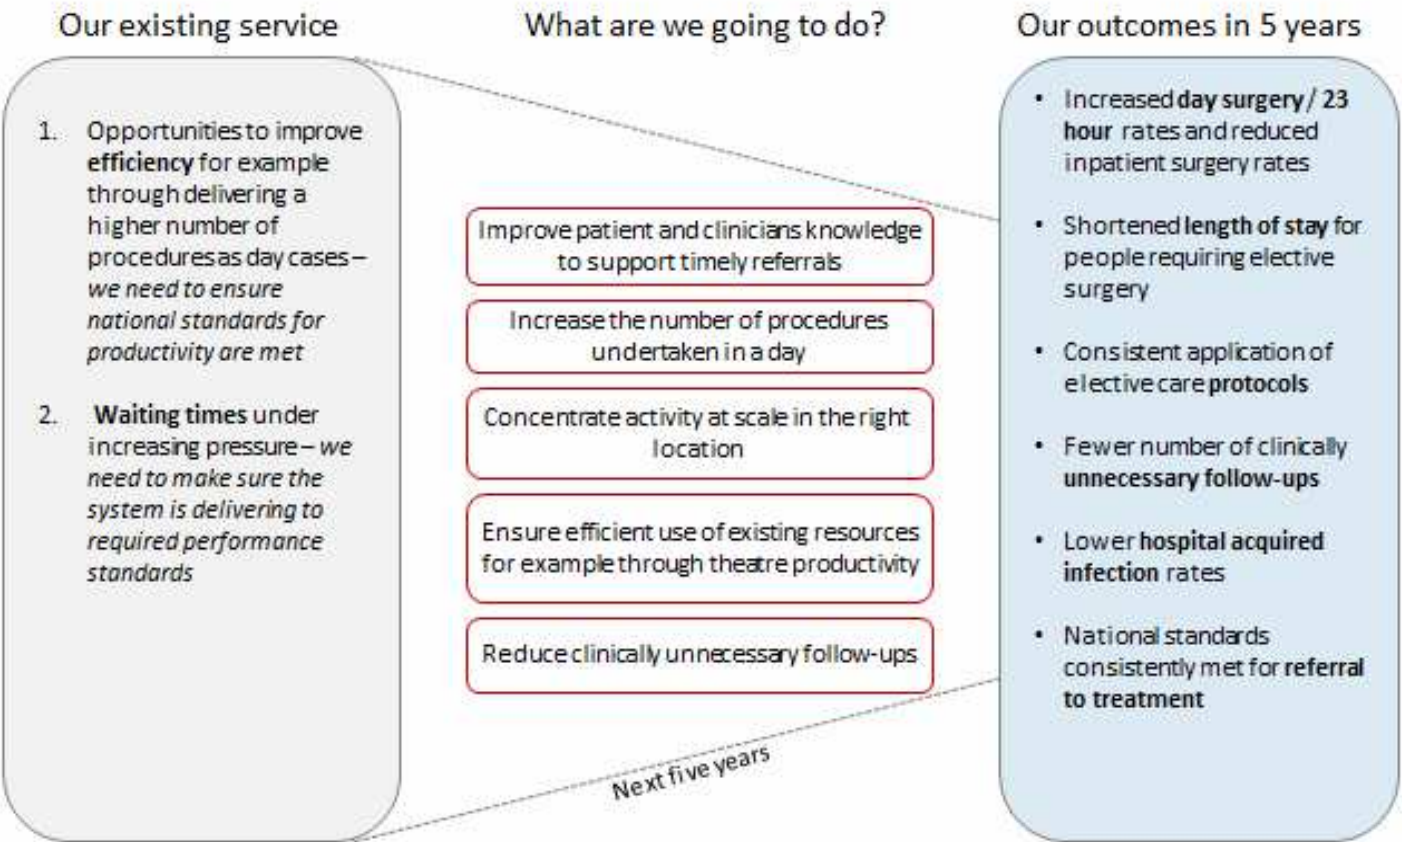 Our existing service
What are we going to do?
Our outcomes in 5 years
1. Opportunities to improve
efficiency for example
through delivering a
higher number of
procedures as day cases –
we need to ensure
national standards for
productivity are met
2. Waiting times under
increasing pressure – we
need to make sure the
system is delivering to
required performance
standards
Improve patient and clinicians knowledge
to support timely referrals
Increase the number of procedures
undertaken in a day
Concentrate activity at scale in the right
location
Ensure efficient use of existing resources
for example through theatre productivity
Reduce clinically unnecessary follow-ups
Next five years
• Increased day surgery / 23
hour rates and reduced
inpatient surgery rates
• Shortened length of stay for
people requiring elective
surgery
• Consistent application of
elective care protocols
• Fewer number of clinically
unnecessary follow-ups
• Lower hospital acquired
infection rates
• National standards
consistently met for referral
to treatment